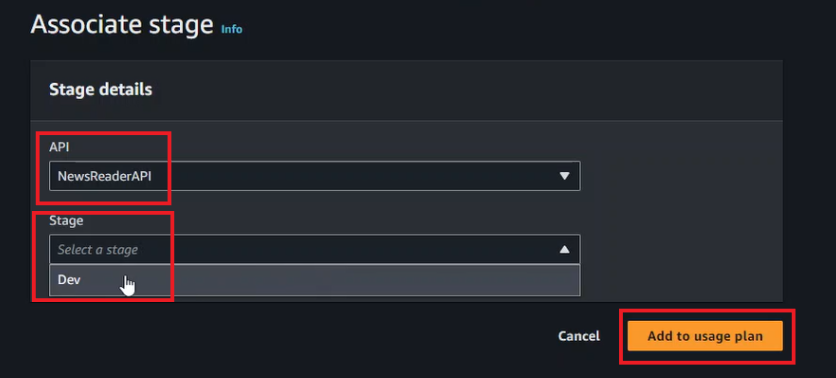 Associate stage Info
Stage details
API
NewsReaderAPI
Stage
Select a stage
Dev
Cancel Add to usage plan